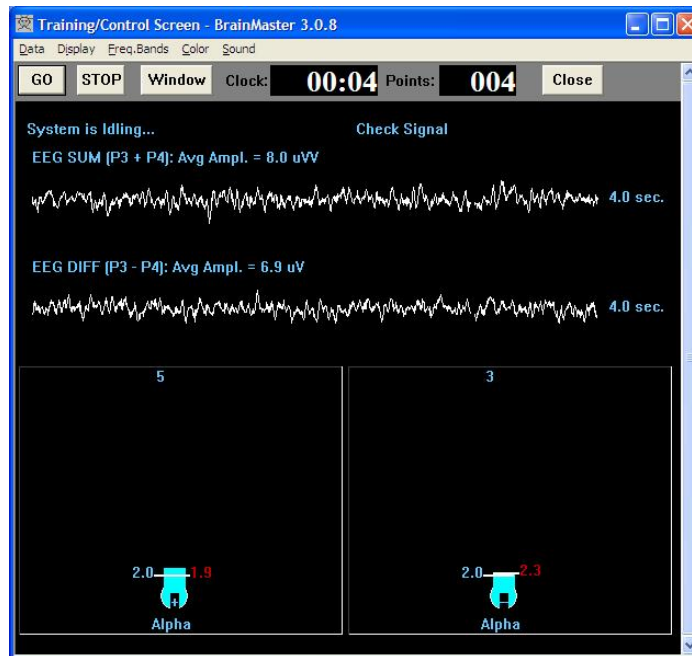 Training/Control Screen - BrainMaster 3.0.8
Data Display Freq.Bands Color Sound
GO STOP Window Clock: 00:04 Points: 004 Close
System is Idling... Check Signal
EEG SUM (P3 + P4): Avg Ampl. = 8.0 uVV
4.0 sec.
EEG DIFF (P3 - P4): Avg Ampl. = 6.9 uV
4.0 sec.
5 3
2.0 1.9 2.0 2.3
+ -
Alpha Alpha